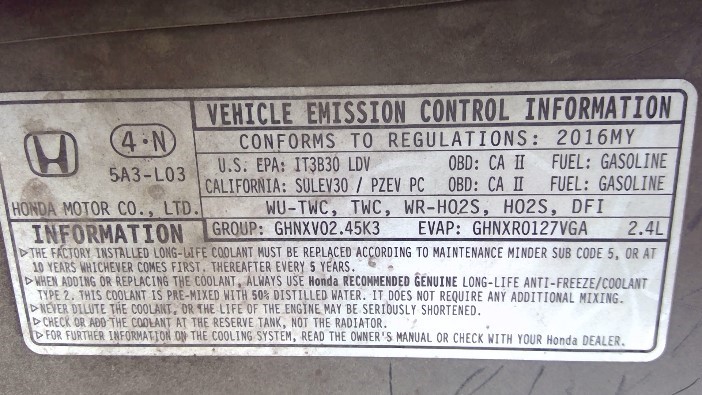 VEHICLE EMISSION CONTROL INFORMATION
4·N
5A3-L03
HONDA MOTOR CO., LTD.
CONFORMS TO REGULATIONS: 2016MY
U.S. EPA: IT3B30 LDV OBD: CA II FUEL: GASOLINE
CALIFORNIA: SULEV30 / PZEV PC OBD: CA II FUEL: GASOLINE
WU-TWC, TWC, WR-HO2S, HO2S, DFI
GROUP: GHNXV02.45K3 EVAP: GHNXR0127VGA 2.4L
INFORMATION
▷THE FACTORY INSTALLED LONG-LIFE COOLANT MUST BE REPLACED ACCORDING TO MAINTENANCE MINDER SUB CODE 5, OR AT
10 YEARS WHICHEVER COMES FIRST. THEREAFTER EVERY 5 YEARS.
▷WHEN ADDING OR REPLACING THE COOLANT, ALWAYS USE Honda RECOMMENDED GENUINE LONG-LIFE ANTI-FREEZE/COOLANT
TYPE 2. THIS COOLANT IS PRE-MIXED WITH 50% DISTILLED WATER. IT DOES NOT REQUIRE ANY ADDITIONAL MIXING.
▷NEVER DILUTE THE COOLANT, OR THE LIFE OF THE ENGINE MAY BE SERIOUSLY SHORTENED.
▷CHECK OR ADD THE COOLANT AT THE RESERVE TANK, NOT THE RADIATOR.
▷FOR FURTHER INFORMATION ON THE COOLING SYSTEM, READ THE OWNER'S MANUAL OR CHECK WITH YOUR Honda DEALER.